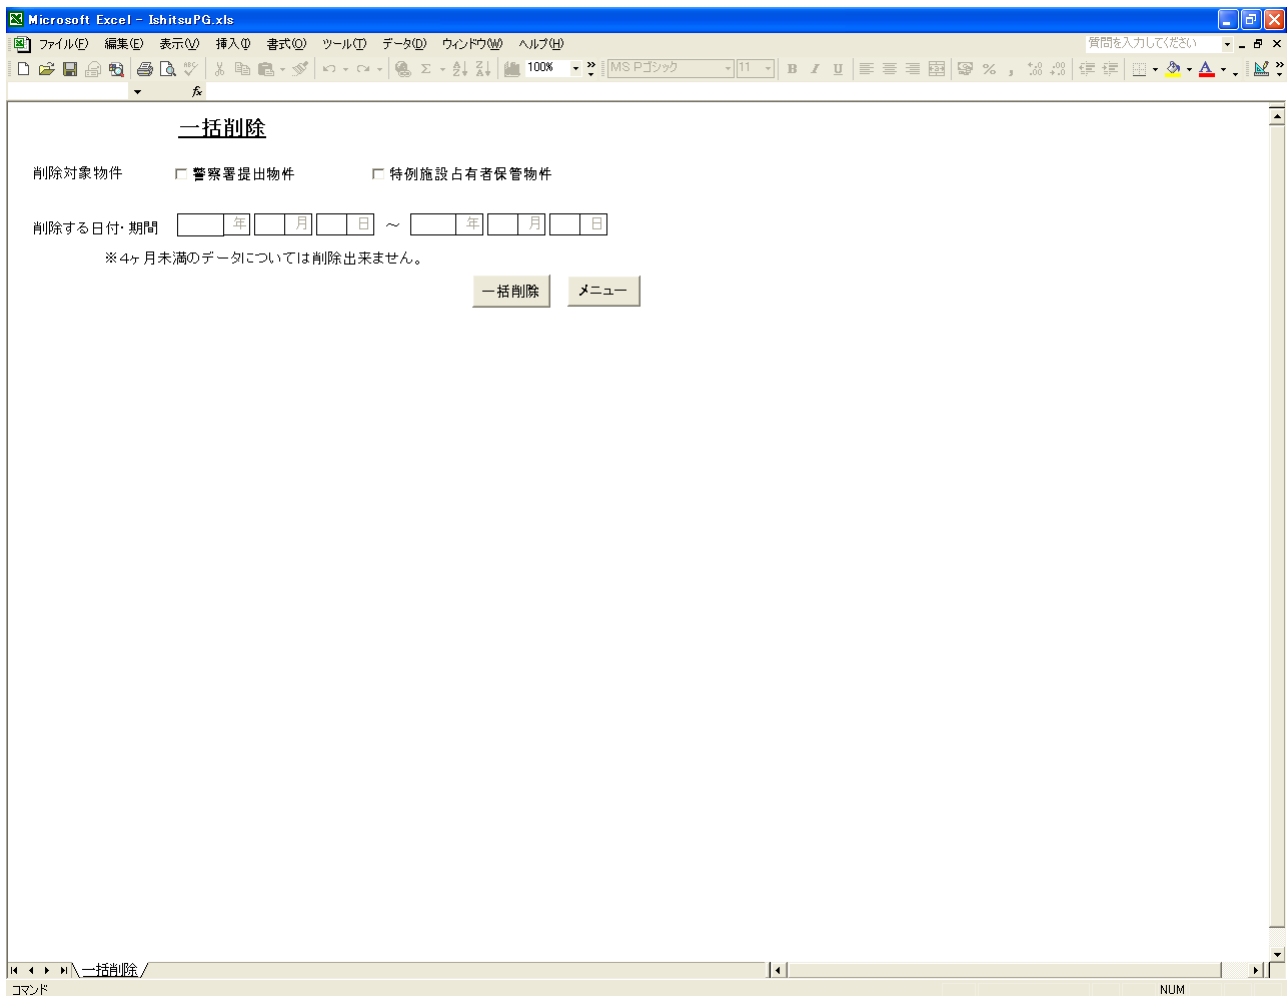 Microsoft Excel - IshitsuPG.xls
ファイル(F) 編集(E) 表示(V) 挿入(I) 書式(O) ツール(T) データ(D) ウィンドウ(W) ヘルプ(H) 質問を入力してください
100% MS Pゴシック 11 B I U
fx
一括削除
削除対象物件 警察署提出物件 特例施設占有者保管物件
削除する日付・期間 年 月 日 ～ 年 月 日
※4ヶ月未満のデータについては削除出来ません。
一括削除 メニュー
一括削除
コマンド NUM